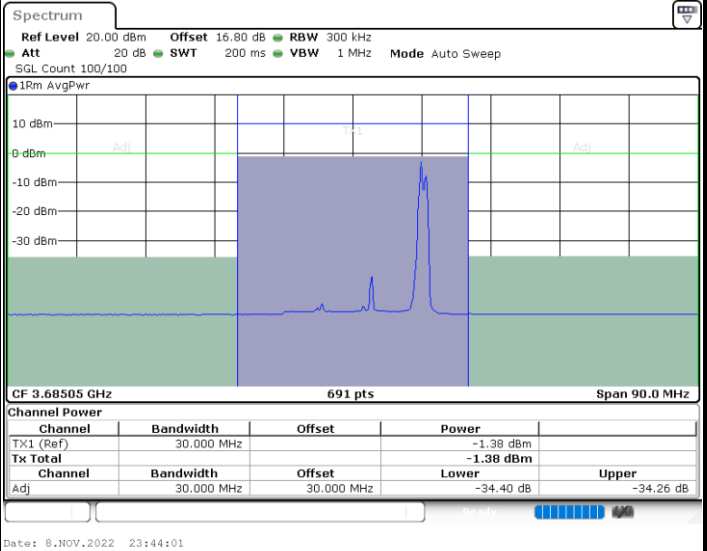 Spectrum
Ref Level 20.00 dBm Offset 16.80 dB RBW 300 kHz
Att 20 dB SWT 200 ms VBW 1 MHz Mode Auto Sweep
SGL Count 100/100
1Rm AvgPwr
10 dBm
TX1
0 dBm Adj Adj
-10 dBm
-20 dBm
-30 dBm
CF 3.68505 GHz 691 pts Span 90.0 MHz
Channel Power
Channel Bandwidth Offset Power
TX1 (Ref) 30.000 MHz -1.38 dBm
Tx Total -1.38 dBm
Channel Bandwidth Offset Lower Upper
Adj 30.000 MHz 30.000 MHz -34.40 dB -34.26 dB
Ready
Date: 8.NOV.2022 23:44:01